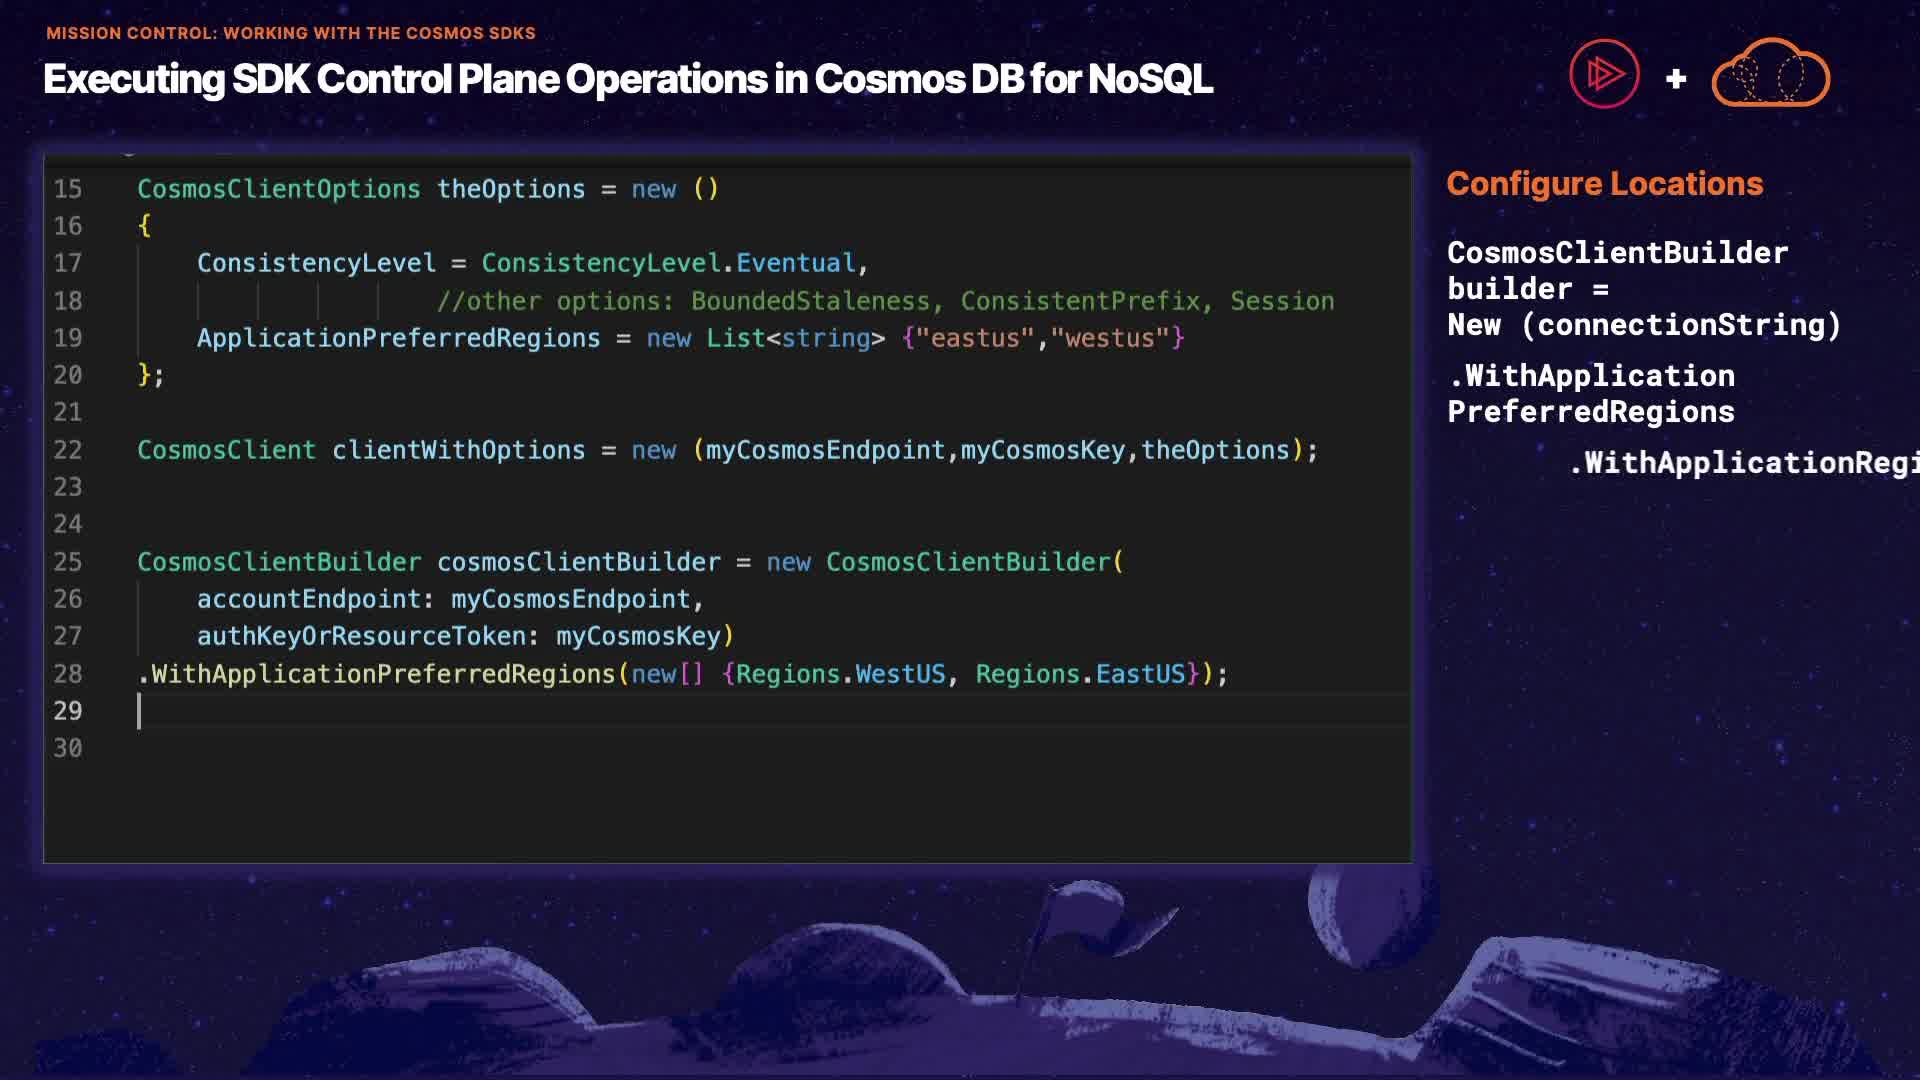 MISSION CONTROL: WORKING WITH THE COSMOS SDKS
Executing SDK Control Plane Operations in Cosmos DB for NoSQL
+
15 CosmosClientOptions theOptions = new ()
16 {
17 ConsistencyLevel = ConsistencyLevel.Eventual,
18 //other options: BoundedStaleness, ConsistentPrefix, Session
19 ApplicationPreferredRegions = new List<string> {"eastus","westus"}
20 };
21
22 CosmosClient clientWithOptions = new (myCosmosEndpoint,myCosmosKey,theOptions);
23
24
25 CosmosClientBuilder cosmosClientBuilder = new CosmosClientBuilder(
26 accountEndpoint: myCosmosEndpoint,
27 authKeyOrResourceToken: myCosmosKey)
28 .WithApplicationPreferredRegions(new[] {Regions.WestUS, Regions.EastUS});
29
30
Configure Locations
CosmosClientBuilder
builder =
New (connectionString)
.WithApplication
PreferredRegions
.WithApplicationRegi